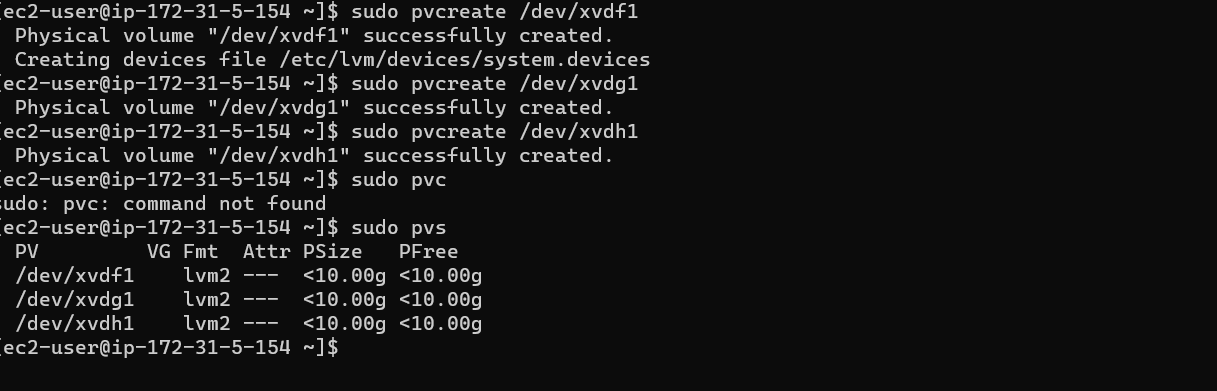 [ec2-user@ip-172-31-5-154 ~]$ sudo pvcreate /dev/xvdf1
  Physical volume "/dev/xvdf1" successfully created.
  Creating devices file /etc/lvm/devices/system.devices
[ec2-user@ip-172-31-5-154 ~]$ sudo pvcreate /dev/xvdg1
  Physical volume "/dev/xvdg1" successfully created.
[ec2-user@ip-172-31-5-154 ~]$ sudo pvcreate /dev/xvdh1
  Physical volume "/dev/xvdh1" successfully created.
[ec2-user@ip-172-31-5-154 ~]$ sudo pvc
sudo: pvc: command not found
[ec2-user@ip-172-31-5-154 ~]$ sudo pvs
  PV         VG Fmt  Attr PSize   PFree
  /dev/xvdf1    lvm2 ---  <10.00g <10.00g
  /dev/xvdg1    lvm2 ---  <10.00g <10.00g
  /dev/xvdh1    lvm2 ---  <10.00g <10.00g
[ec2-user@ip-172-31-5-154 ~]$